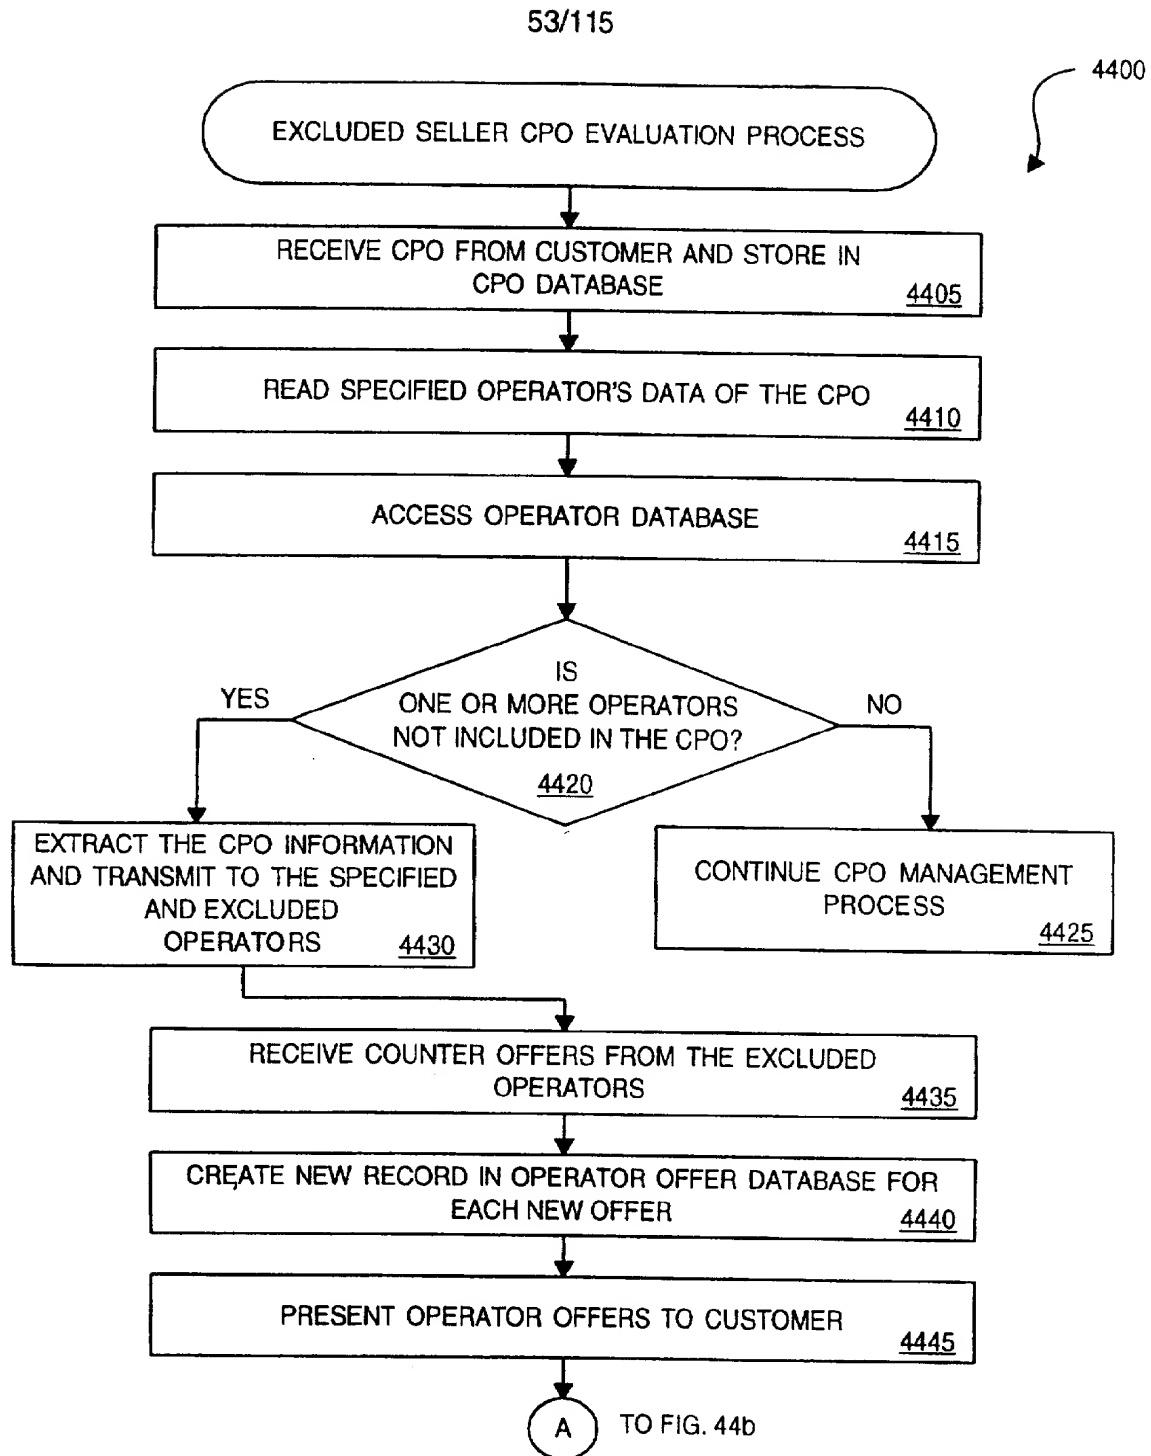 53/115
4400
EXCLUDED SELLER CPO EVALUATION PROCESS
RECEIVE CPO FROM CUSTOMER AND STORE IN
CPO DATABASE
4405
READ SPECIFIED OPERATOR'S DATA OF THE CPO
4410
ACCESS OPERATOR DATABASE
4415
IS
ONE OR MORE OPERATORS
NOT INCLUDED IN THE CPO?
4420
YES
NO
EXTRACT THE CPO INFORMATION
AND TRANSMIT TO THE SPECIFIED
AND EXCLUDED
OPERATORS
4430
CONTINUE CPO MANAGEMENT
PROCESS
4425
RECEIVE COUNTER OFFERS FROM THE EXCLUDED
OPERATORS
4435
CREATE NEW RECORD IN OPERATOR OFFER DATABASE FOR
EACH NEW OFFER
4440
PRESENT OPERATOR OFFERS TO CUSTOMER
4445
A
TO FIG. 44b